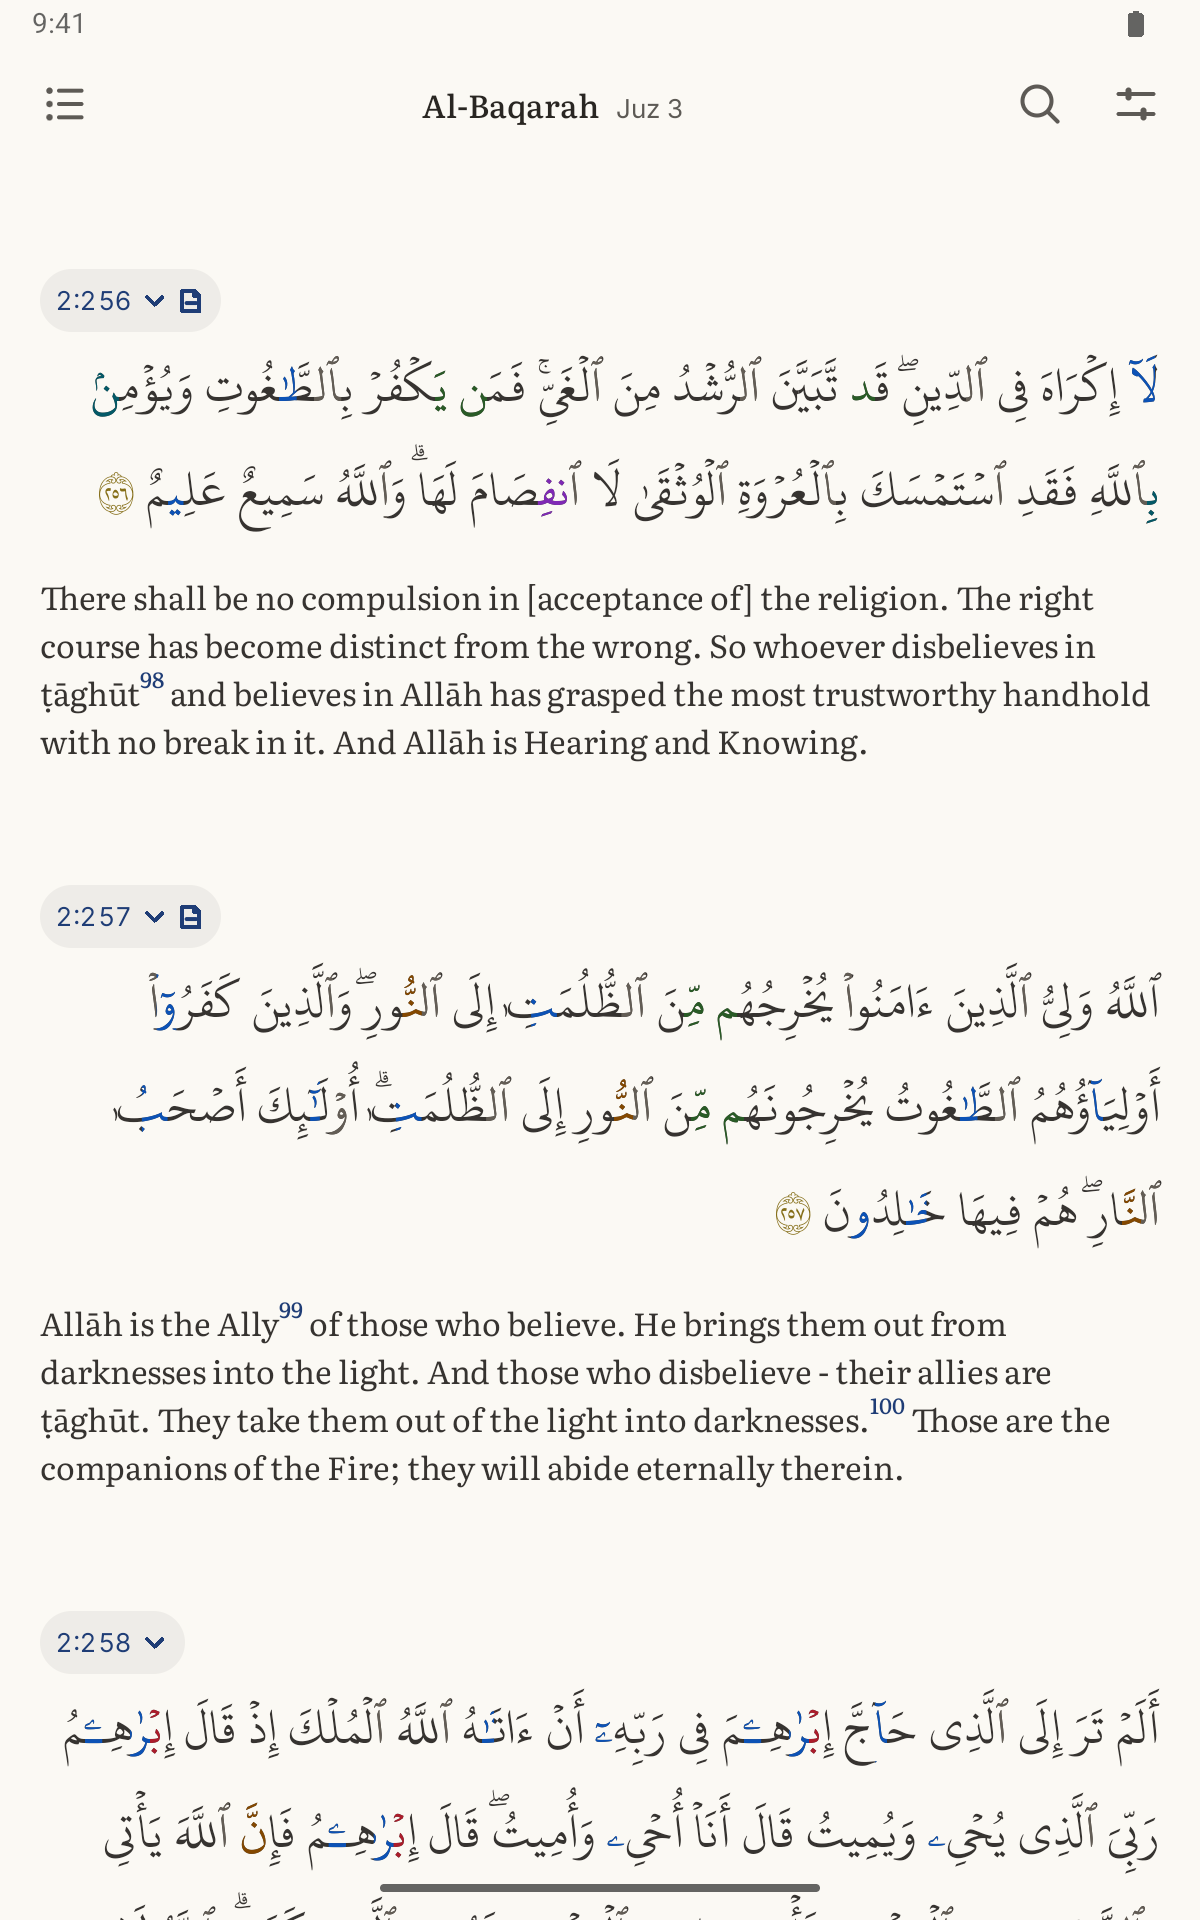 9:41
Al-Baqarah Juz 3
2:256
لَآ إِكْرَاهَ فِى ٱلدِّينِ ۖ قَد تَّبَيَّنَ ٱلرُّشْدُ مِنَ ٱلْغَىِّ ۚ فَمَن يَكْفُرْ بِٱلطَّـٰغُوتِ وَيُؤْمِنۢ
بِٱللَّهِ فَقَدِ ٱسْتَمْسَكَ بِٱلْعُرْوَةِ ٱلْوُثْقَىٰ لَا ٱنفِصَامَ لَهَا ۗ وَٱللَّهُ سَمِيعٌ عَلِيمٌ ٢٥٦
There shall be no compulsion in [acceptance of] the religion. The right
course has become distinct from the wrong. So whoever disbelieves in
ṭāghūt98 and believes in Allāh has grasped the most trustworthy handhold
with no break in it. And Allāh is Hearing and Knowing.
2:257
ٱللَّهُ وَلِىُّ ٱلَّذِينَ ءَامَنُوا۟ يُخْرِجُهُم مِّنَ ٱلظُّلُمَـٰتِ إِلَى ٱلنُّورِ ۖ وَٱلَّذِينَ كَفَرُوٓا۟
أَوْلِيَآؤُهُمُ ٱلطَّـٰغُوتُ يُخْرِجُونَهُم مِّنَ ٱلنُّورِ إِلَى ٱلظُّلُمَـٰتِ ۗ أُو۟لَـٰٓئِكَ أَصْحَـٰبُ
ٱلنَّارِ ۖ هُمْ فِيهَا خَـٰلِدُونَ ٢٥٧
Allāh is the Ally99 of those who believe. He brings them out from
darknesses into the light. And those who disbelieve - their allies are
ṭāghūt. They take them out of the light into darknesses.100 Those are the
companions of the Fire; they will abide eternally therein.
2:258
أَلَمْ تَرَ إِلَى ٱلَّذِى حَآجَّ إِبْرَٰهِـۧمَ فِى رَبِّهِۦٓ أَنْ ءَاتَىٰهُ ٱللَّهُ ٱلْمُلْكَ إِذْ قَالَ إِبْرَٰهِـۧمُ
رَبِّىَ ٱلَّذِى يُحْىِۦ وَيُمِيتُ قَالَ أَنَا۠ أُحْىِۦ وَأُمِيتُ ۖ قَالَ إِبْرَٰهِـۧمُ فَإِنَّ ٱللَّهَ يَأْتِى